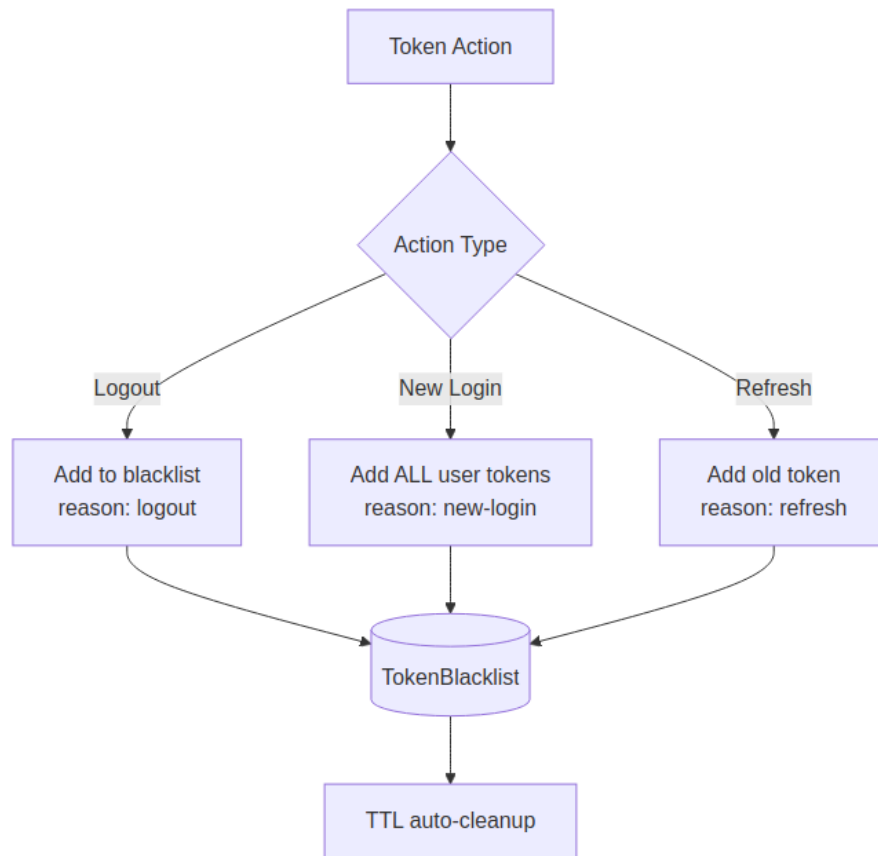 Token Action
Action Type
Logout
New Login
Refresh
Add to blacklist
reason: logout
Add ALL user tokens
reason: new-login
Add old token
reason: refresh
TokenBlacklist
TTL auto-cleanup